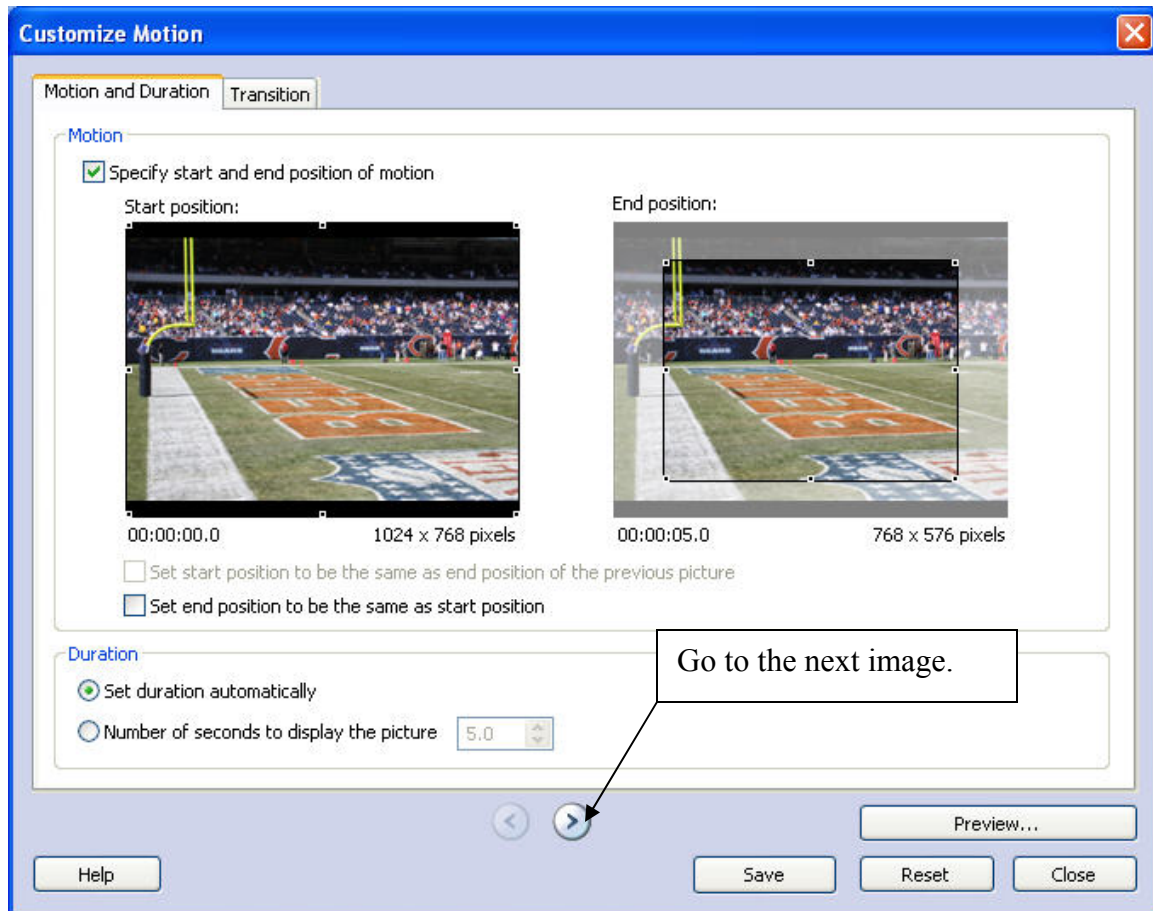 Customize Motion
Motion and Duration
Transition
Motion
Specify start and end position of motion
Start position:
End position:
00:00:00.0
1024 x 768 pixels
00:00:05.0
768 x 576 pixels
Set start position to be the same as end position of the previous picture
Set end position to be the same as start position
Duration
Go to the next image.
Set duration automatically
Number of seconds to display the picture
5.0
<
>
Preview...
Help
Save
Reset
Close